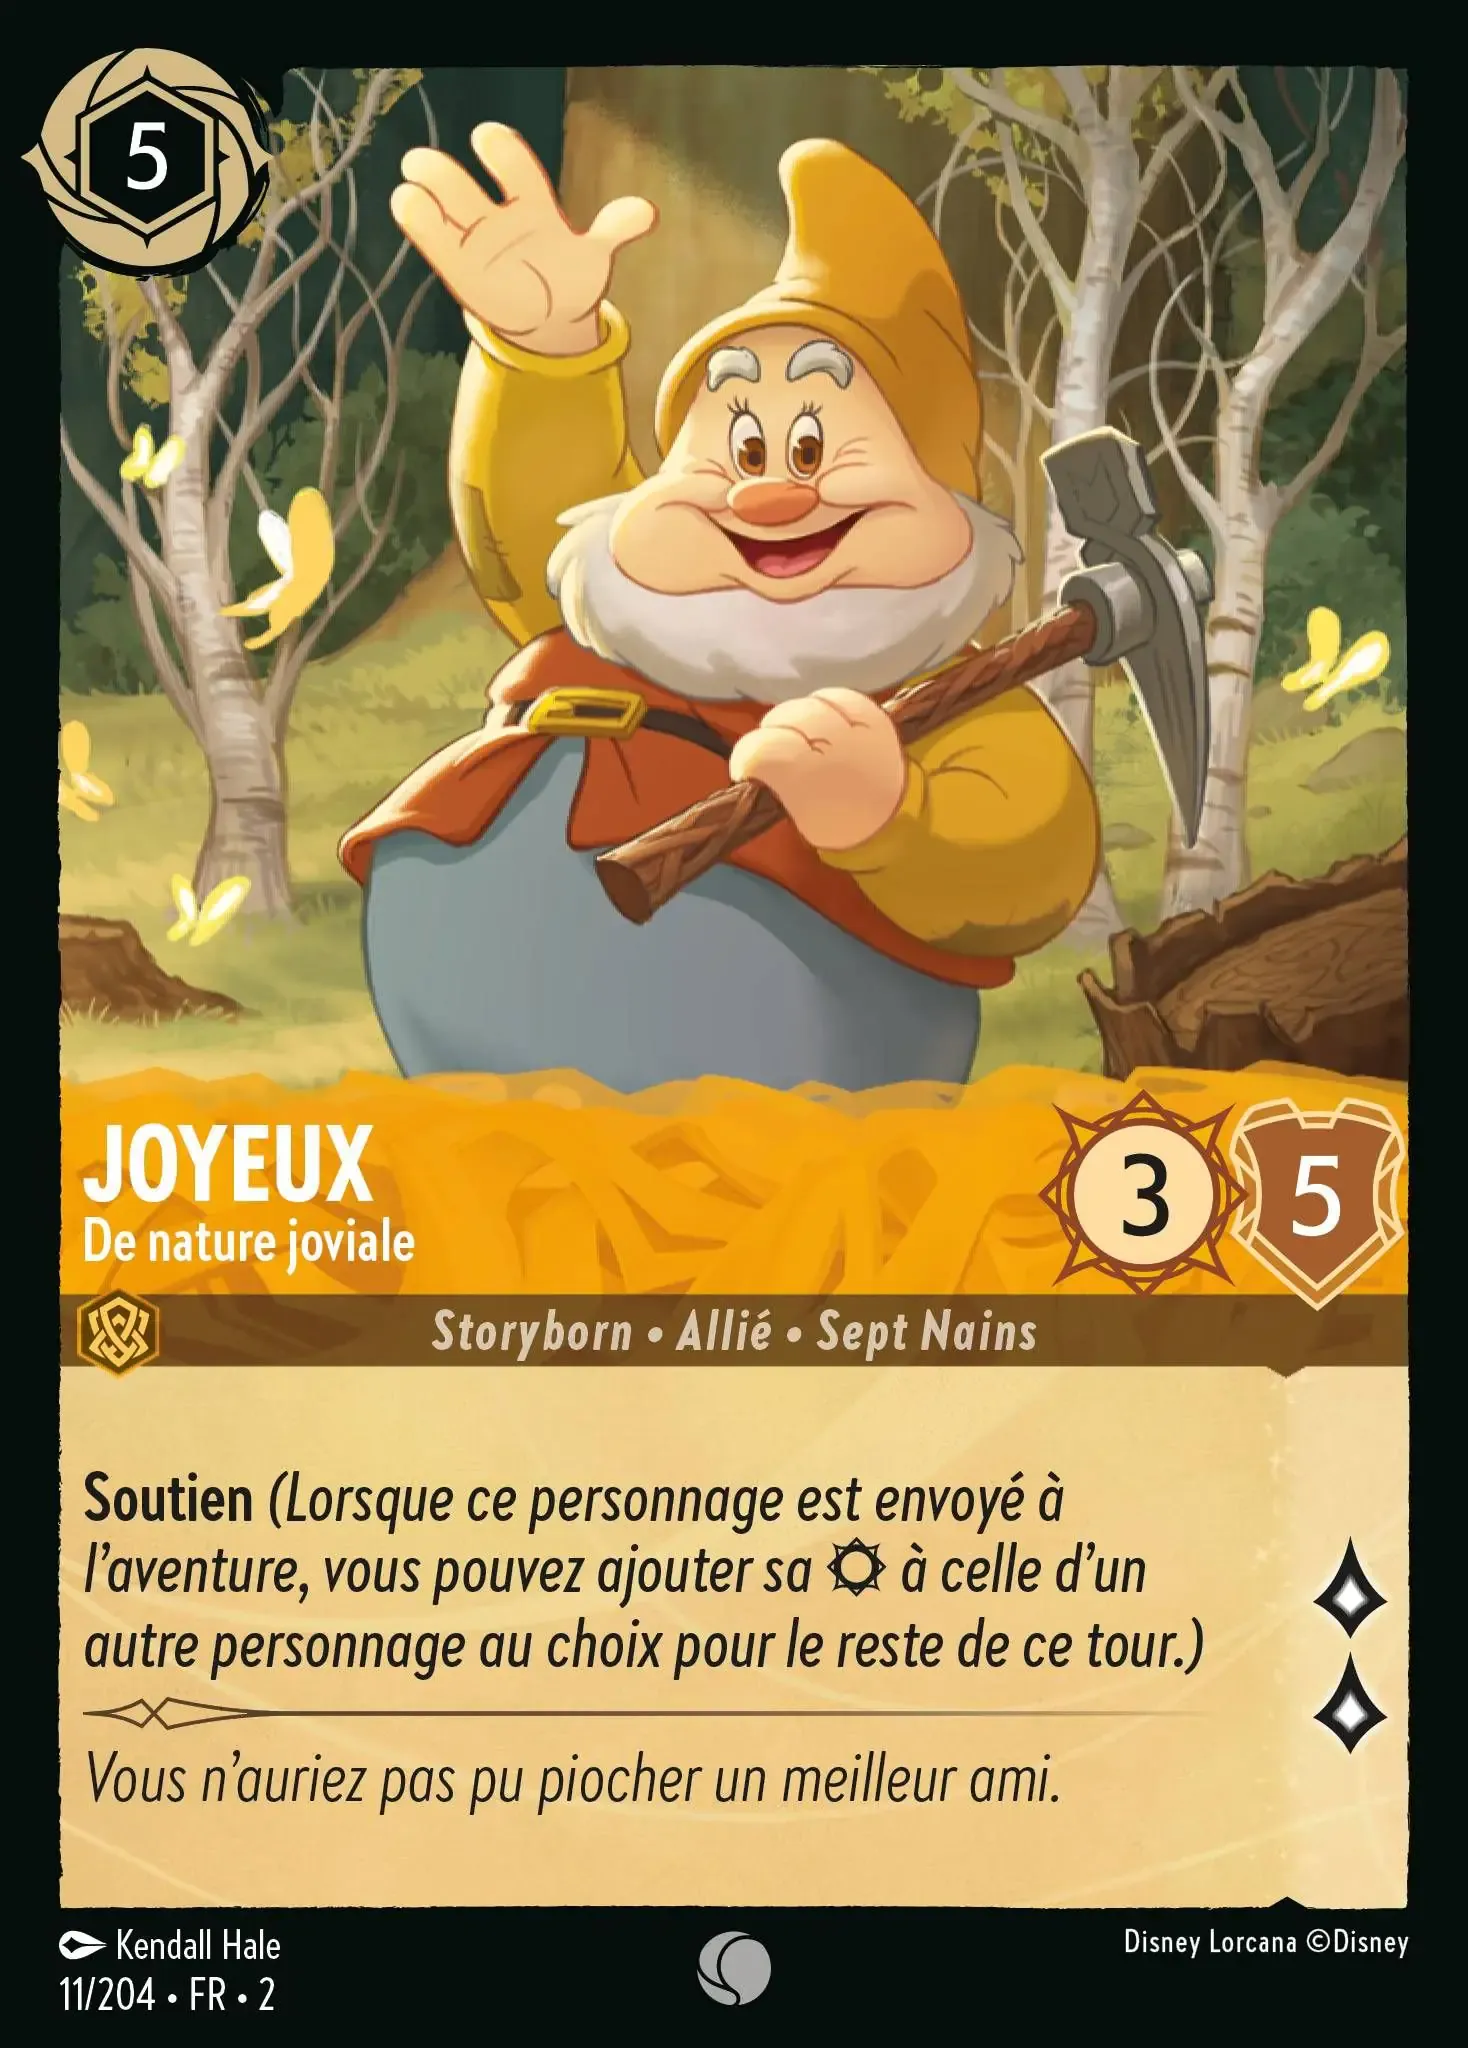 5
JOYEUX
De nature joviale
3
5
Storyborn • Allié • Sept Nains
Soutien (Lorsque ce personnage est envoyé à
l'aventure, vous pouvez ajouter sa à celle d'un
autre personnage au choix pour le reste de ce tour.)
Vous n'auriez pas pu piocher un meilleur ami.
Kendall Hale
Disney Lorcana ©Disney
11/204 • FR • 2